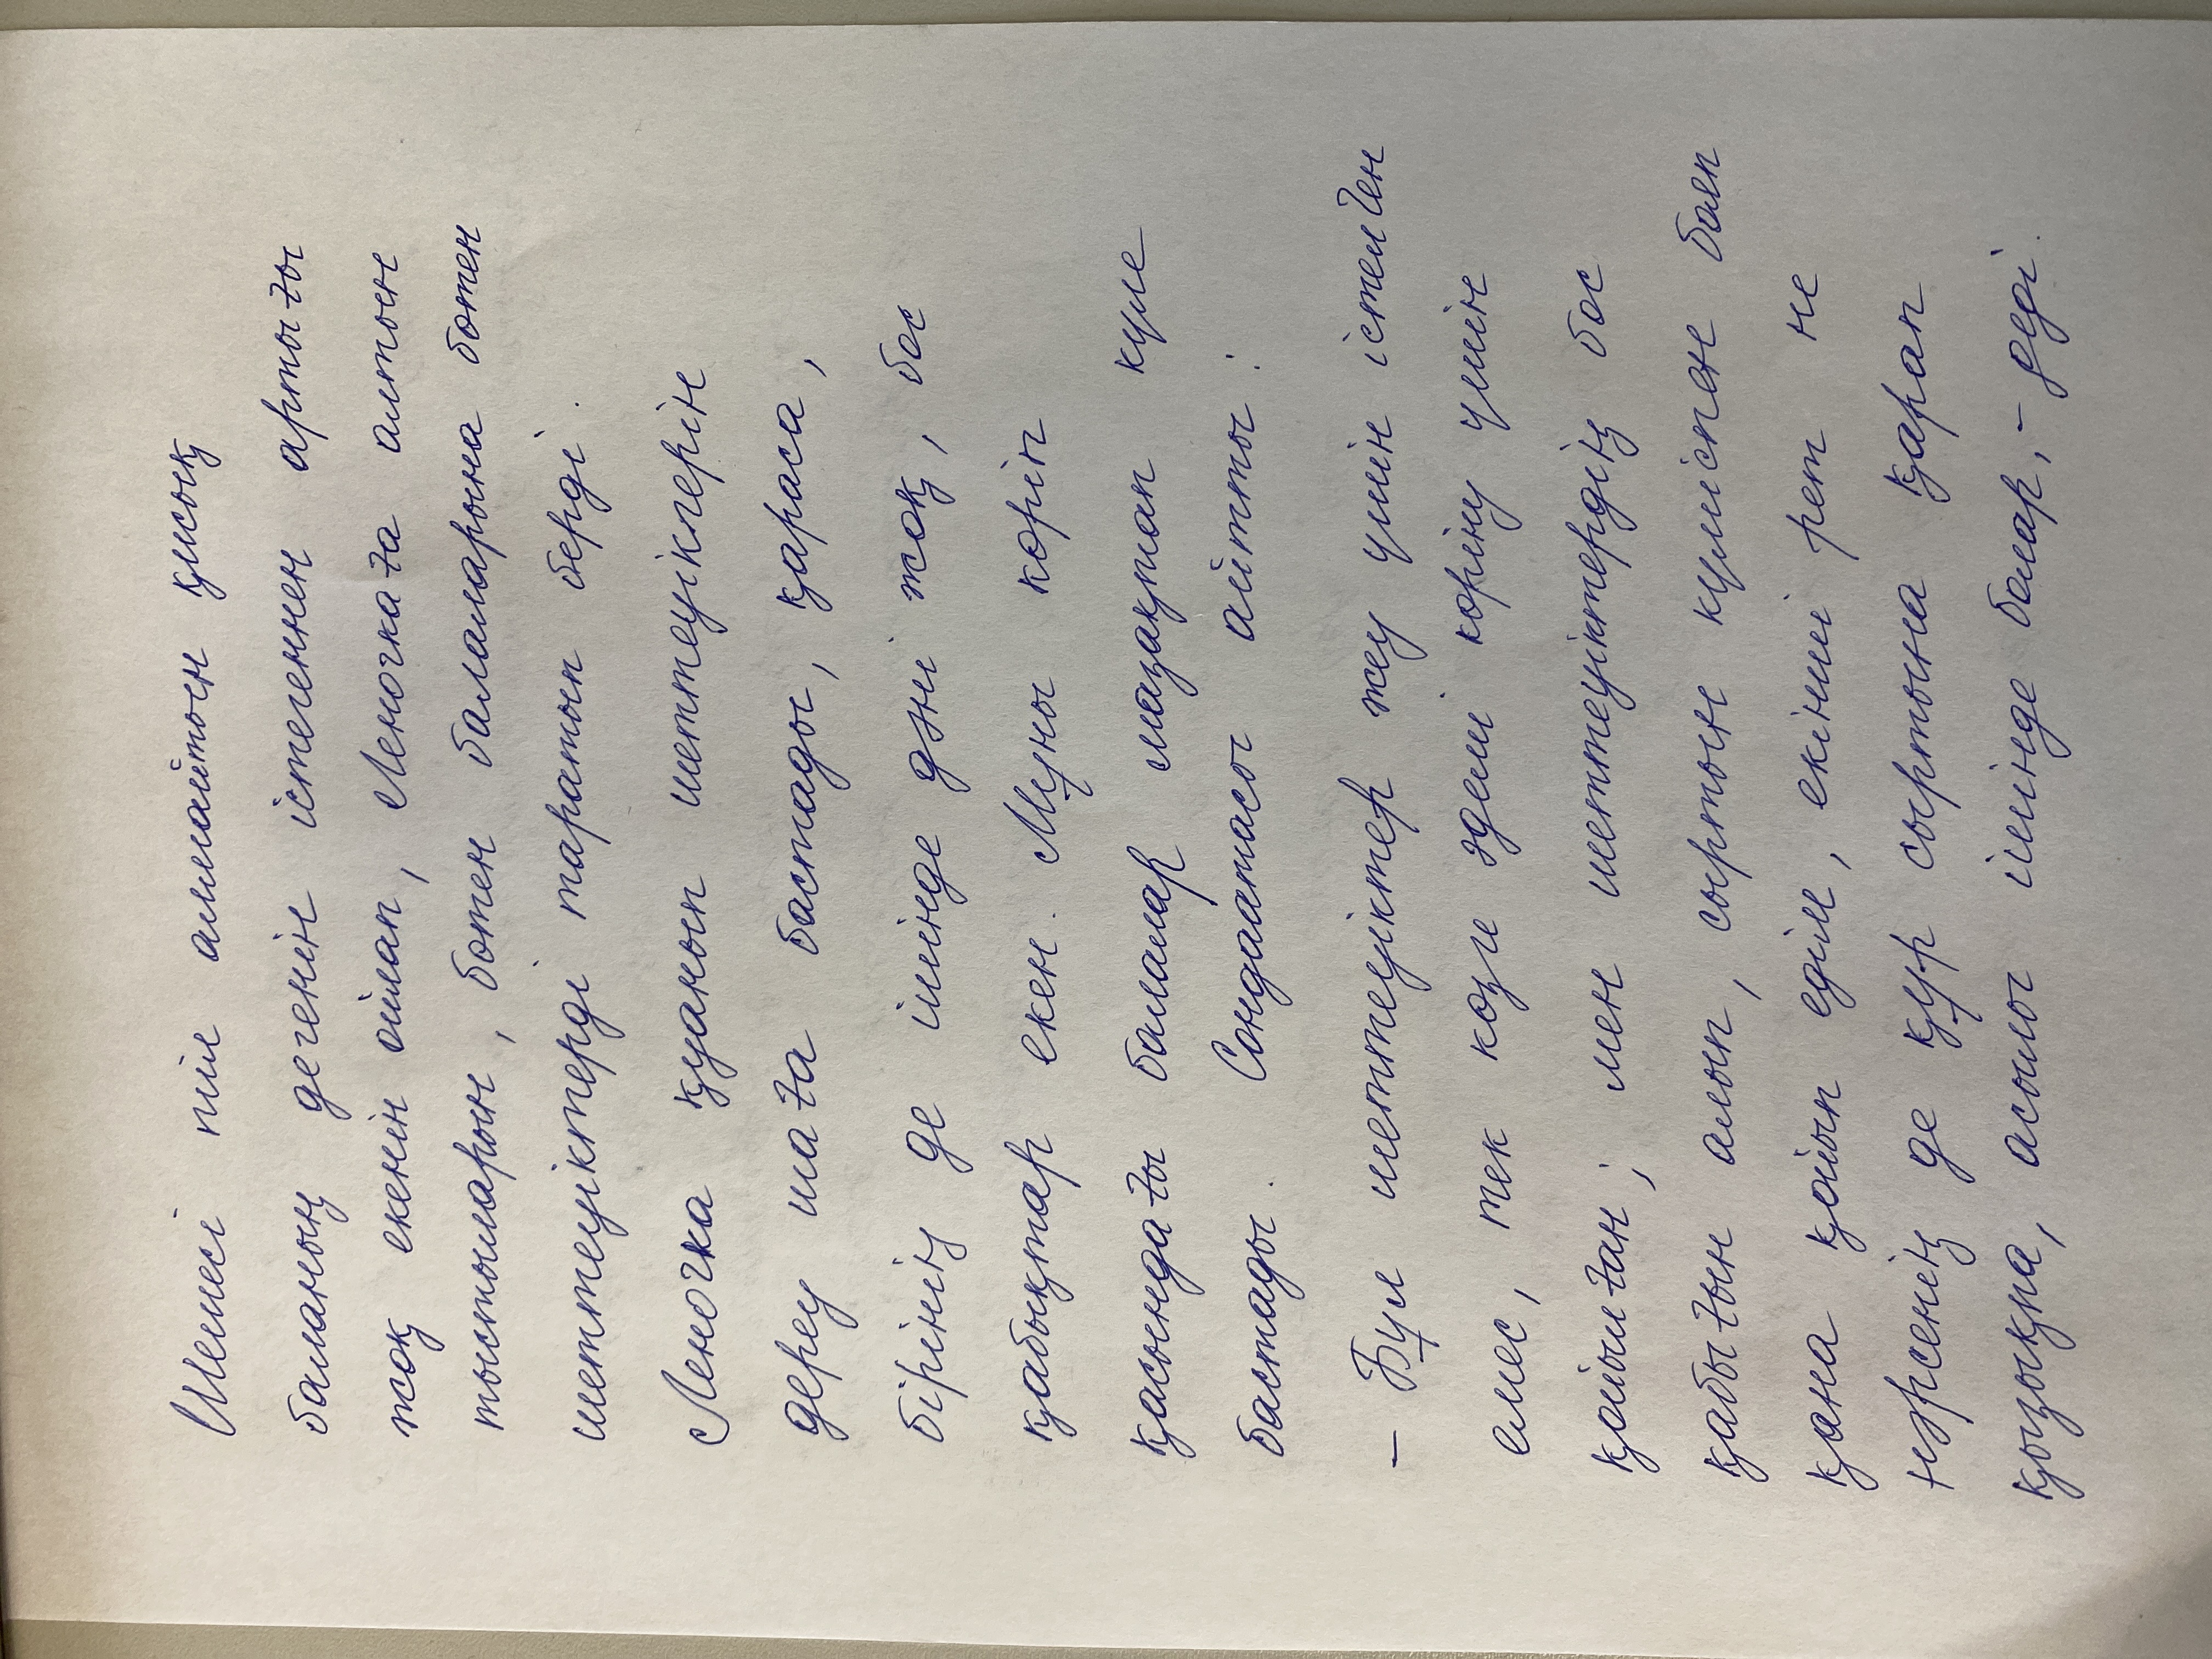 Шешесі тіл алмайтын қисық
баланың дегенін істегеннен артығы
жоқ екенін ойлап, Леночкаға алтын
тыстыларын, бөтен балаларына бөтен
шеттеуіктерді таратып берді.
Леночка қуанып шеттеуіктерін
дереу шаға бастады, қараса,
бірінің де ішінде дәні жоқ, бос
қабықтар екен. Мұны көріп
қасындағы балалар мазақтап күле
бастады. Сондаатасы айтты:
– Бұл шеттеуіктер жеу үшін істелген
емес, тек көзге әдемі көріну үшін
қойылған; мен шеттеуіктердің бос
қабығын алып, сыртын күміспен бояп
қана қойып едім, екінші рет не
нәрсенің де құр сыртына қарап
қызықпа, асылы ішінде болар, – деді.